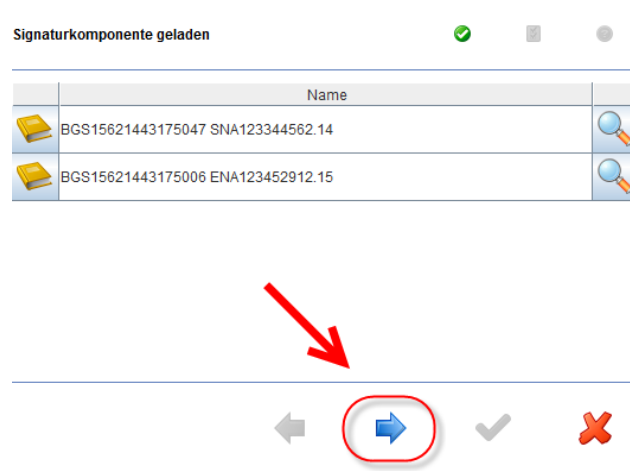 Signaturkomponente geladen
Name
BGS15621443175047 SNA123344562.14
BGS15621443175006 ENA123452912.15